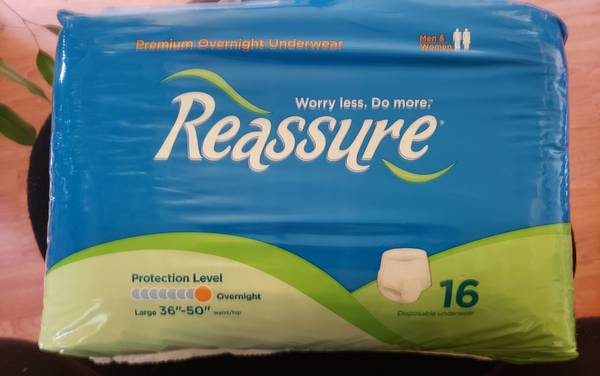 Premium Overnight Underwear
Men &
Women
Worry less. Do more.™
Reassure®
Protection Level
Overnight
Large 36"-50" waist/hip
16
Disposable underwear